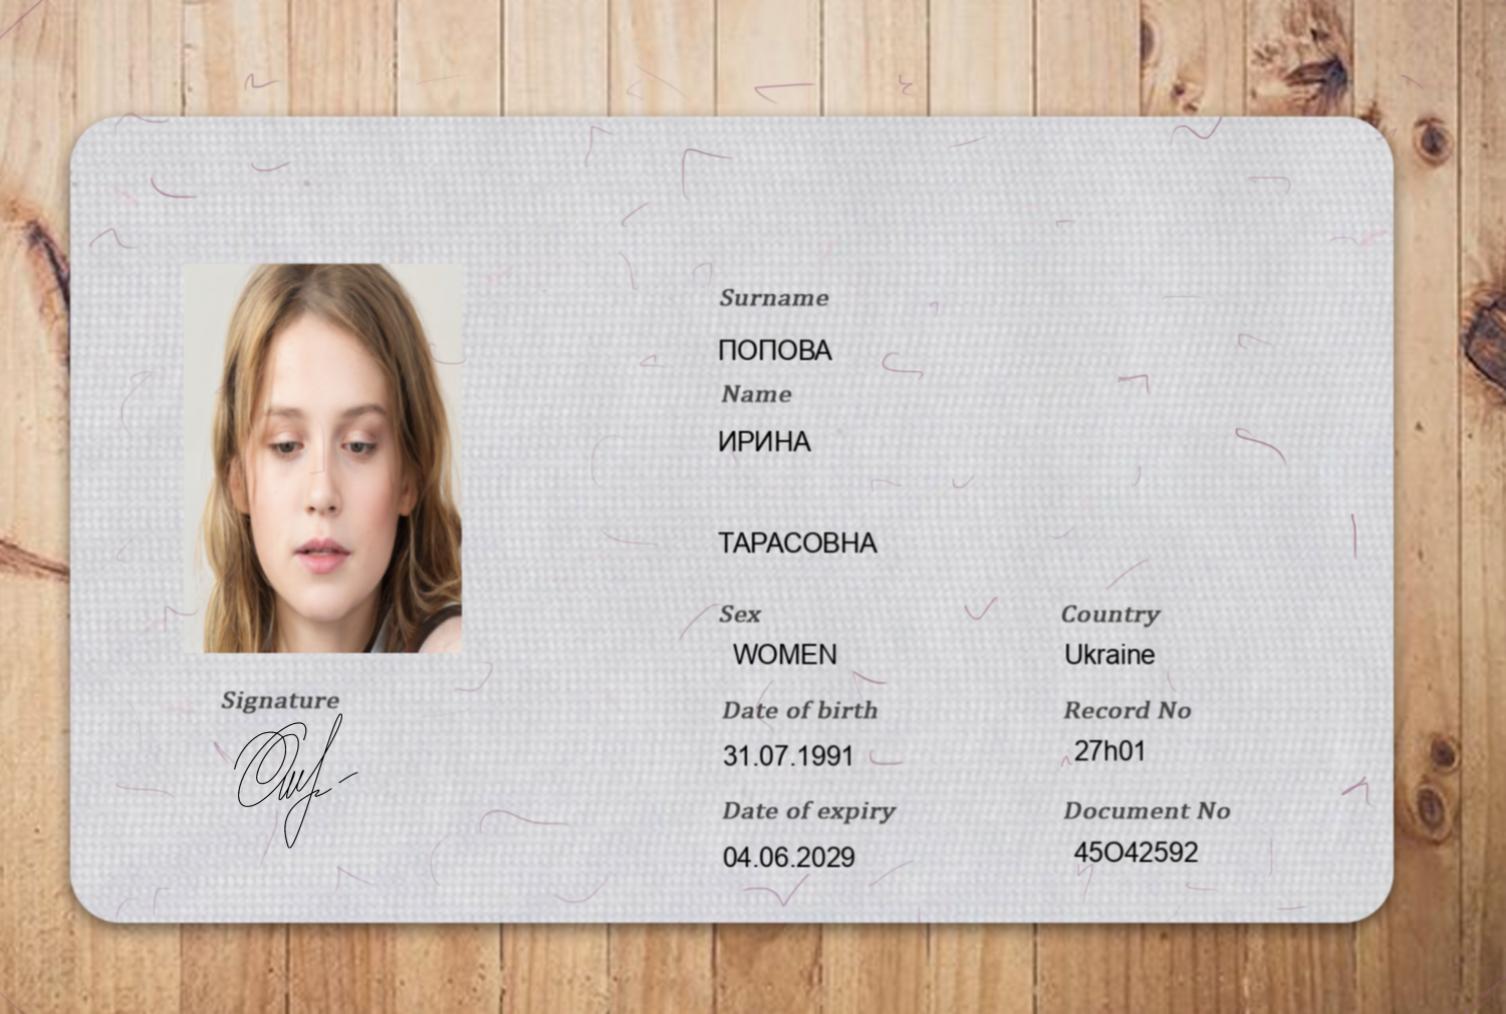 Surname
ПОПОВА
Name
ИРИНА
ТАРАСОВНА
Sex Country
WOMEN Ukraine
Date of birth Record No
31.07.1991 27h01
Date of expiry Document No
04.06.2029 45O42592
Signature